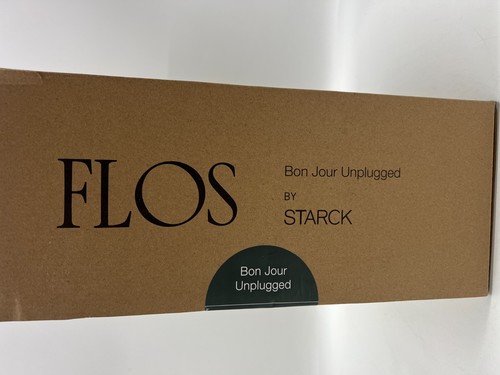 FLOS
Bon Jour Unplugged
BY
STARCK
Bon Jour
Unplugged